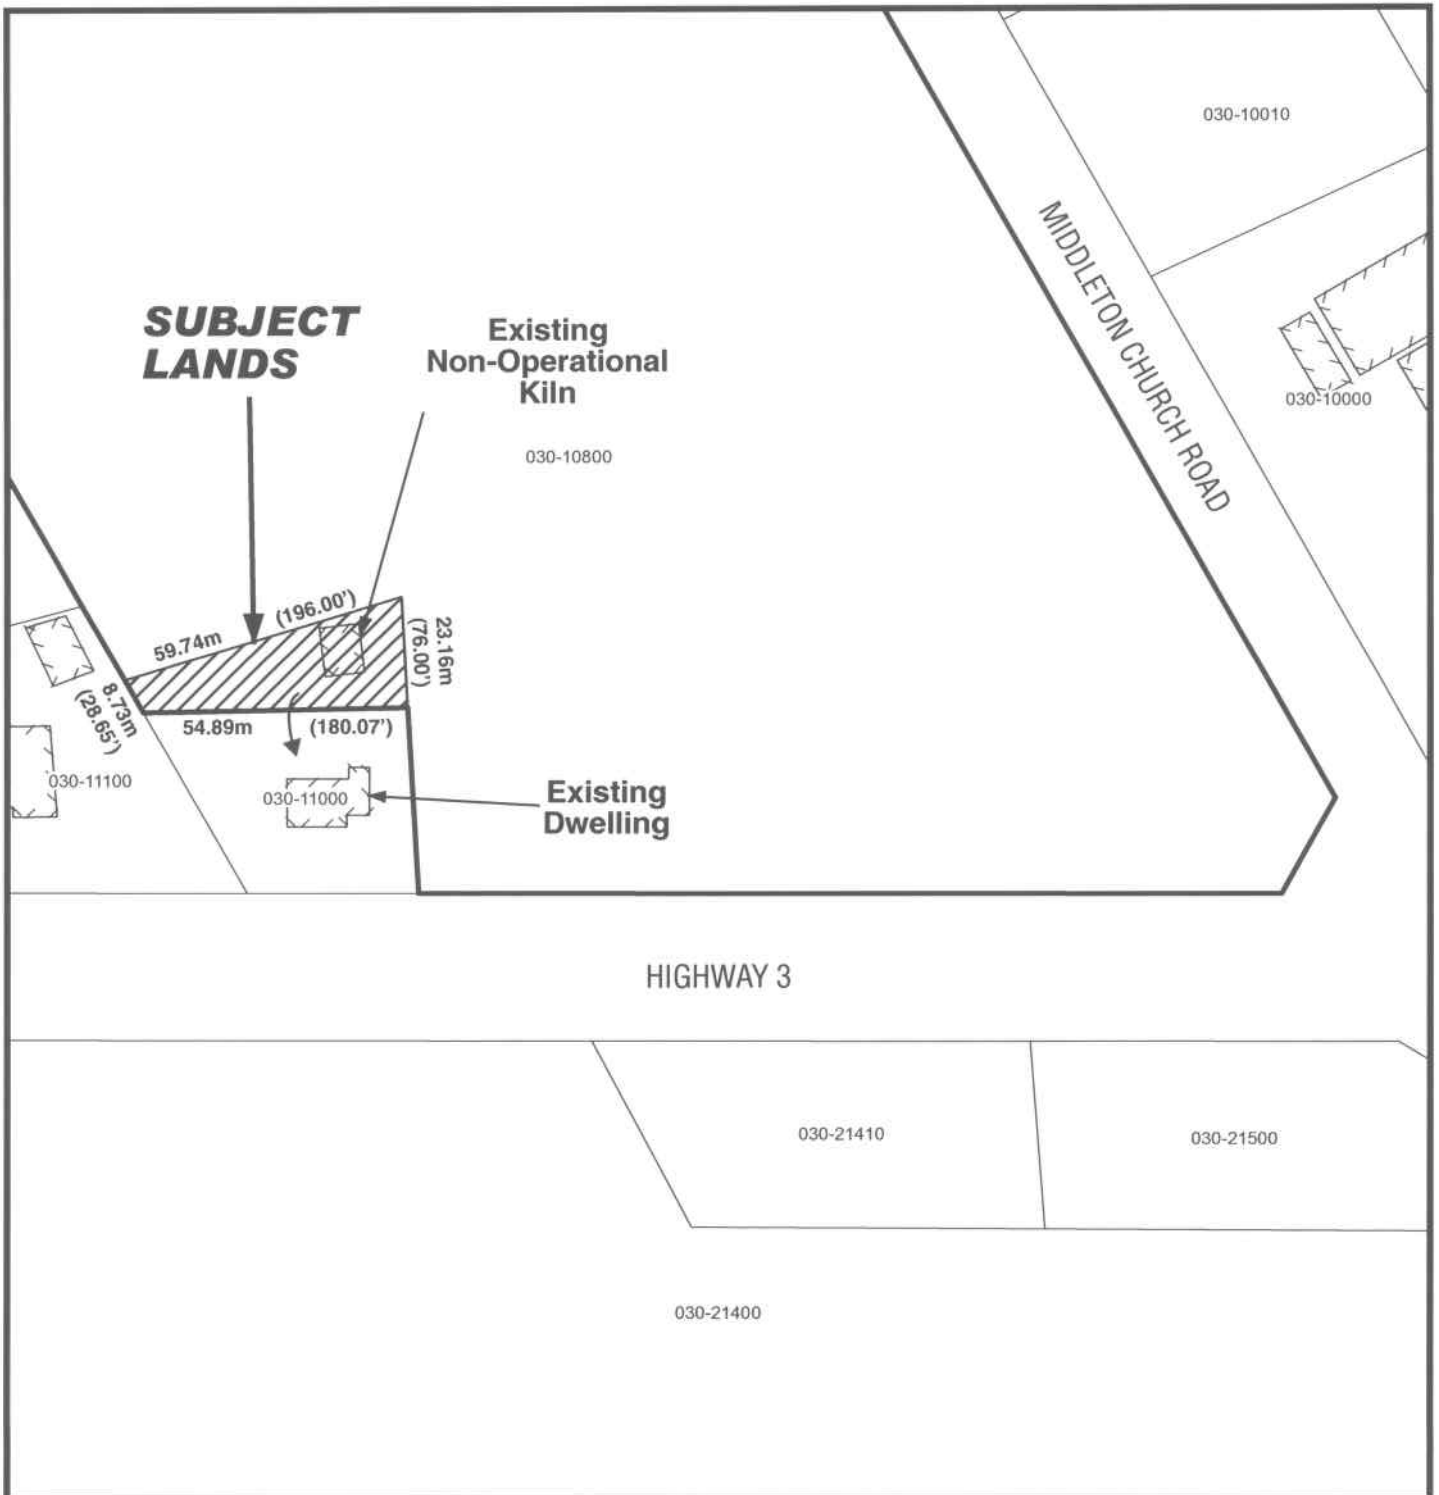 030-10010
MIDDLETON CHURCH ROAD
SUBJECT
LANDS
Existing
Non-Operational
Kiln
030-10000
030-10800
59.74m
(196.00')
23.16m
(76.00')
8.73m
(28.65')
54.89m
(180.07')
030-11100
030-11000
Existing
Dwelling
HIGHWAY 3
030-21410
030-21500
030-21400